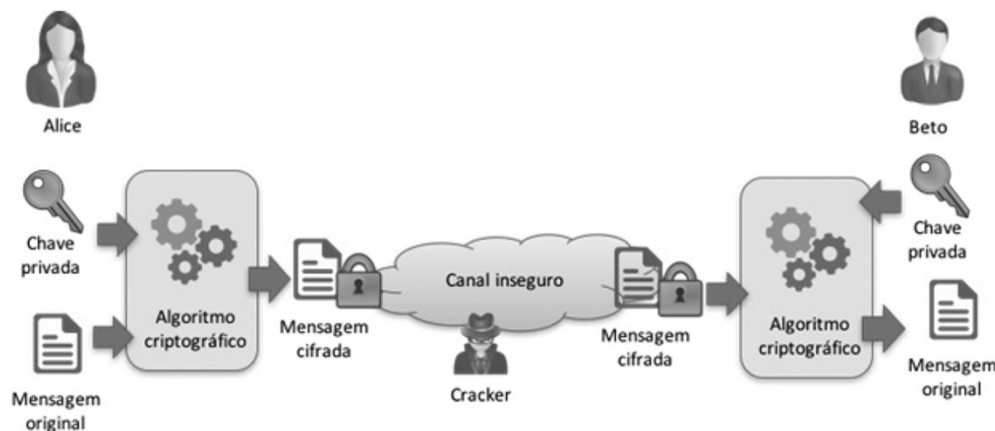 Alice
Beto
Chave
privada
Algoritmo
criptográfico
Mensagem
original
Mensagem
cifrada
Canal inseguro
Cracker
Mensagem
cifrada
Algoritmo
criptográfico
Chave
privada
Mensagem
original